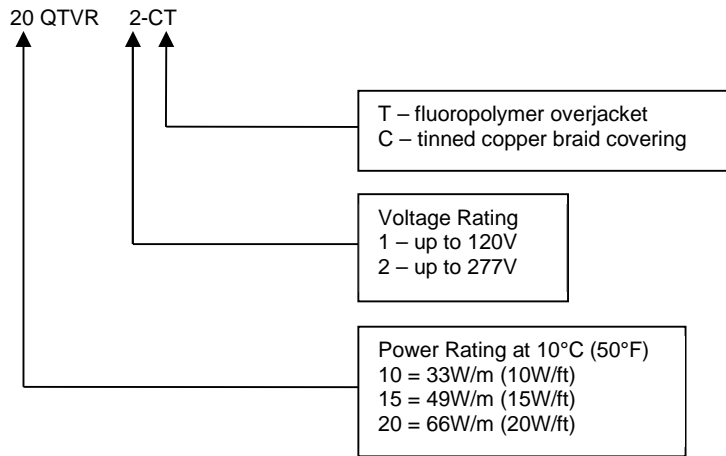 20 QTVR 2-CT
T – fluoropolymer overjacket
C – tinned copper braid covering
Voltage Rating
1 – up to 120V
2 – up to 277V
Power Rating at 10°C (50°F)
10 = 33W/m (10W/ft)
15 = 49W/m (15W/ft)
20 = 66W/m (20W/ft)